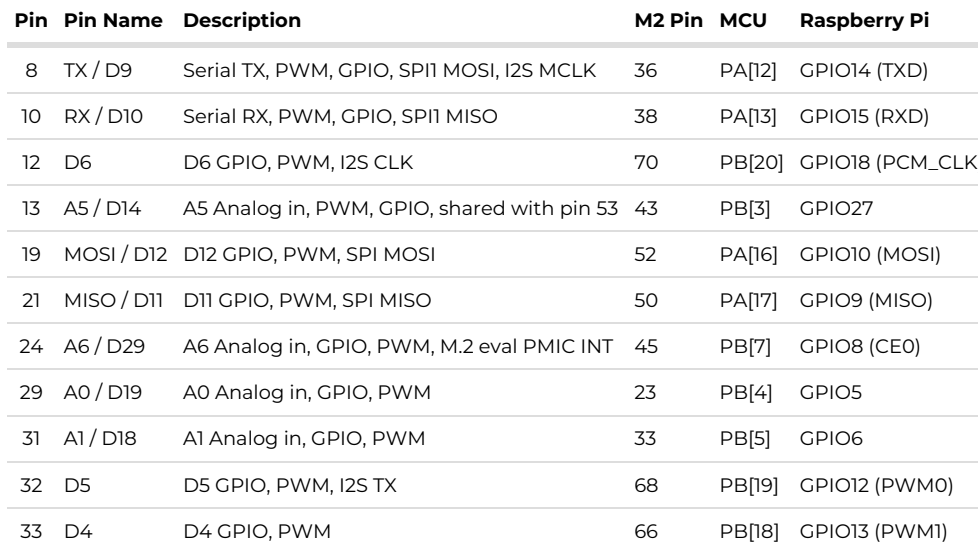 Pin Pin Name Description M2 Pin MCU Raspberry Pi
8 TX / D9 Serial TX, PWM, GPIO, SPI1 MOSI, I2S MCLK 36 PA[12] GPIO14 (TXD)
10 RX / D10 Serial RX, PWM, GPIO, SPI1 MISO 38 PA[13] GPIO15 (RXD)
12 D6 D6 GPIO, PWM, I2S CLK 70 PB[20] GPIO18 (PCM_CLK
13 A5 / D14 A5 Analog in, PWM, GPIO, shared with pin 53 43 PB[3] GPIO27
19 MOSI / D12 D12 GPIO, PWM, SPI MOSI 52 PA[16] GPIO10 (MOSI)
21 MISO / D11 D11 GPIO, PWM, SPI MISO 50 PA[17] GPIO9 (MISO)
24 A6 / D29 A6 Analog in, GPIO, PWM, M.2 eval PMIC INT 45 PB[7] GPIO8 (CE0)
29 A0 / D19 A0 Analog in, GPIO, PWM 23 PB[4] GPIO5
31 A1 / D18 A1 Analog in, GPIO, PWM 33 PB[5] GPIO6
32 D5 D5 GPIO, PWM, I2S TX 68 PB[19] GPIO12 (PWM0)
33 D4 D4 GPIO, PWM 66 PB[18] GPIO13 (PWM1)